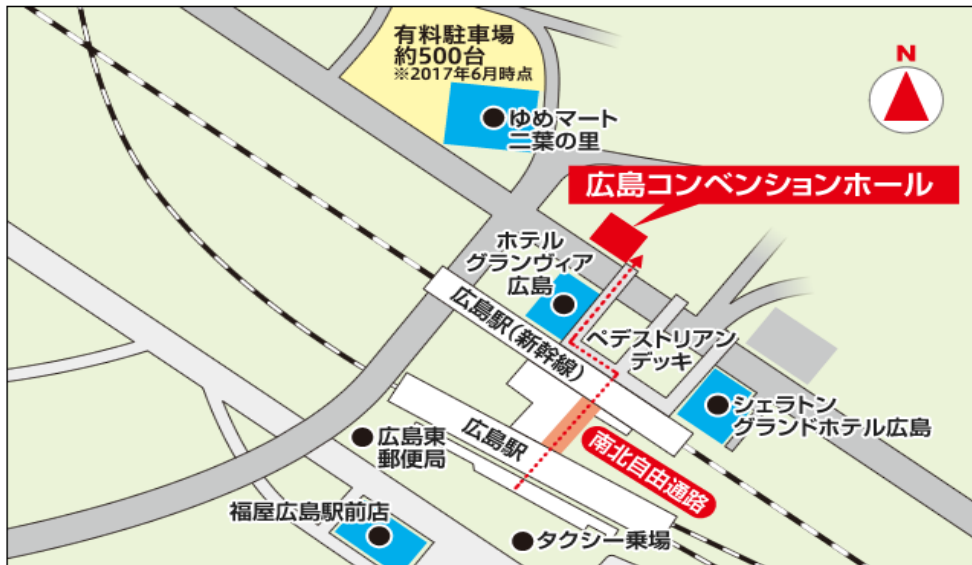 有料駐車場
約500台
※2017年6月時点
ゆめマート
二葉の里
N
広島コンベンションホール
ホテル
グランヴィア
広島
広島駅（新幹線）
ペデストリアン
デッキ
シェラトン
グランドホテル広島
広島東
郵便局
広島駅
南北自由通路
福屋広島駅前店
タクシー乗場